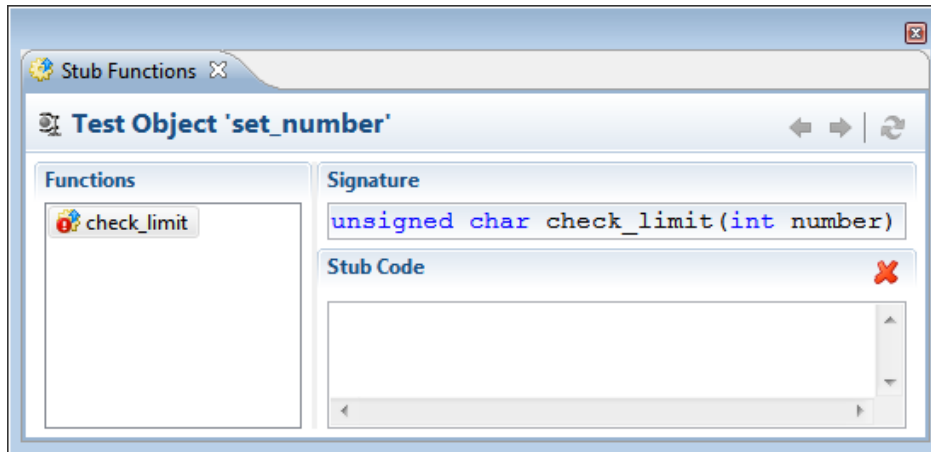 Stub Functions
Test Object 'set_number'
Functions
check_limit
Signature
unsigned char check_limit(int number)
Stub Code